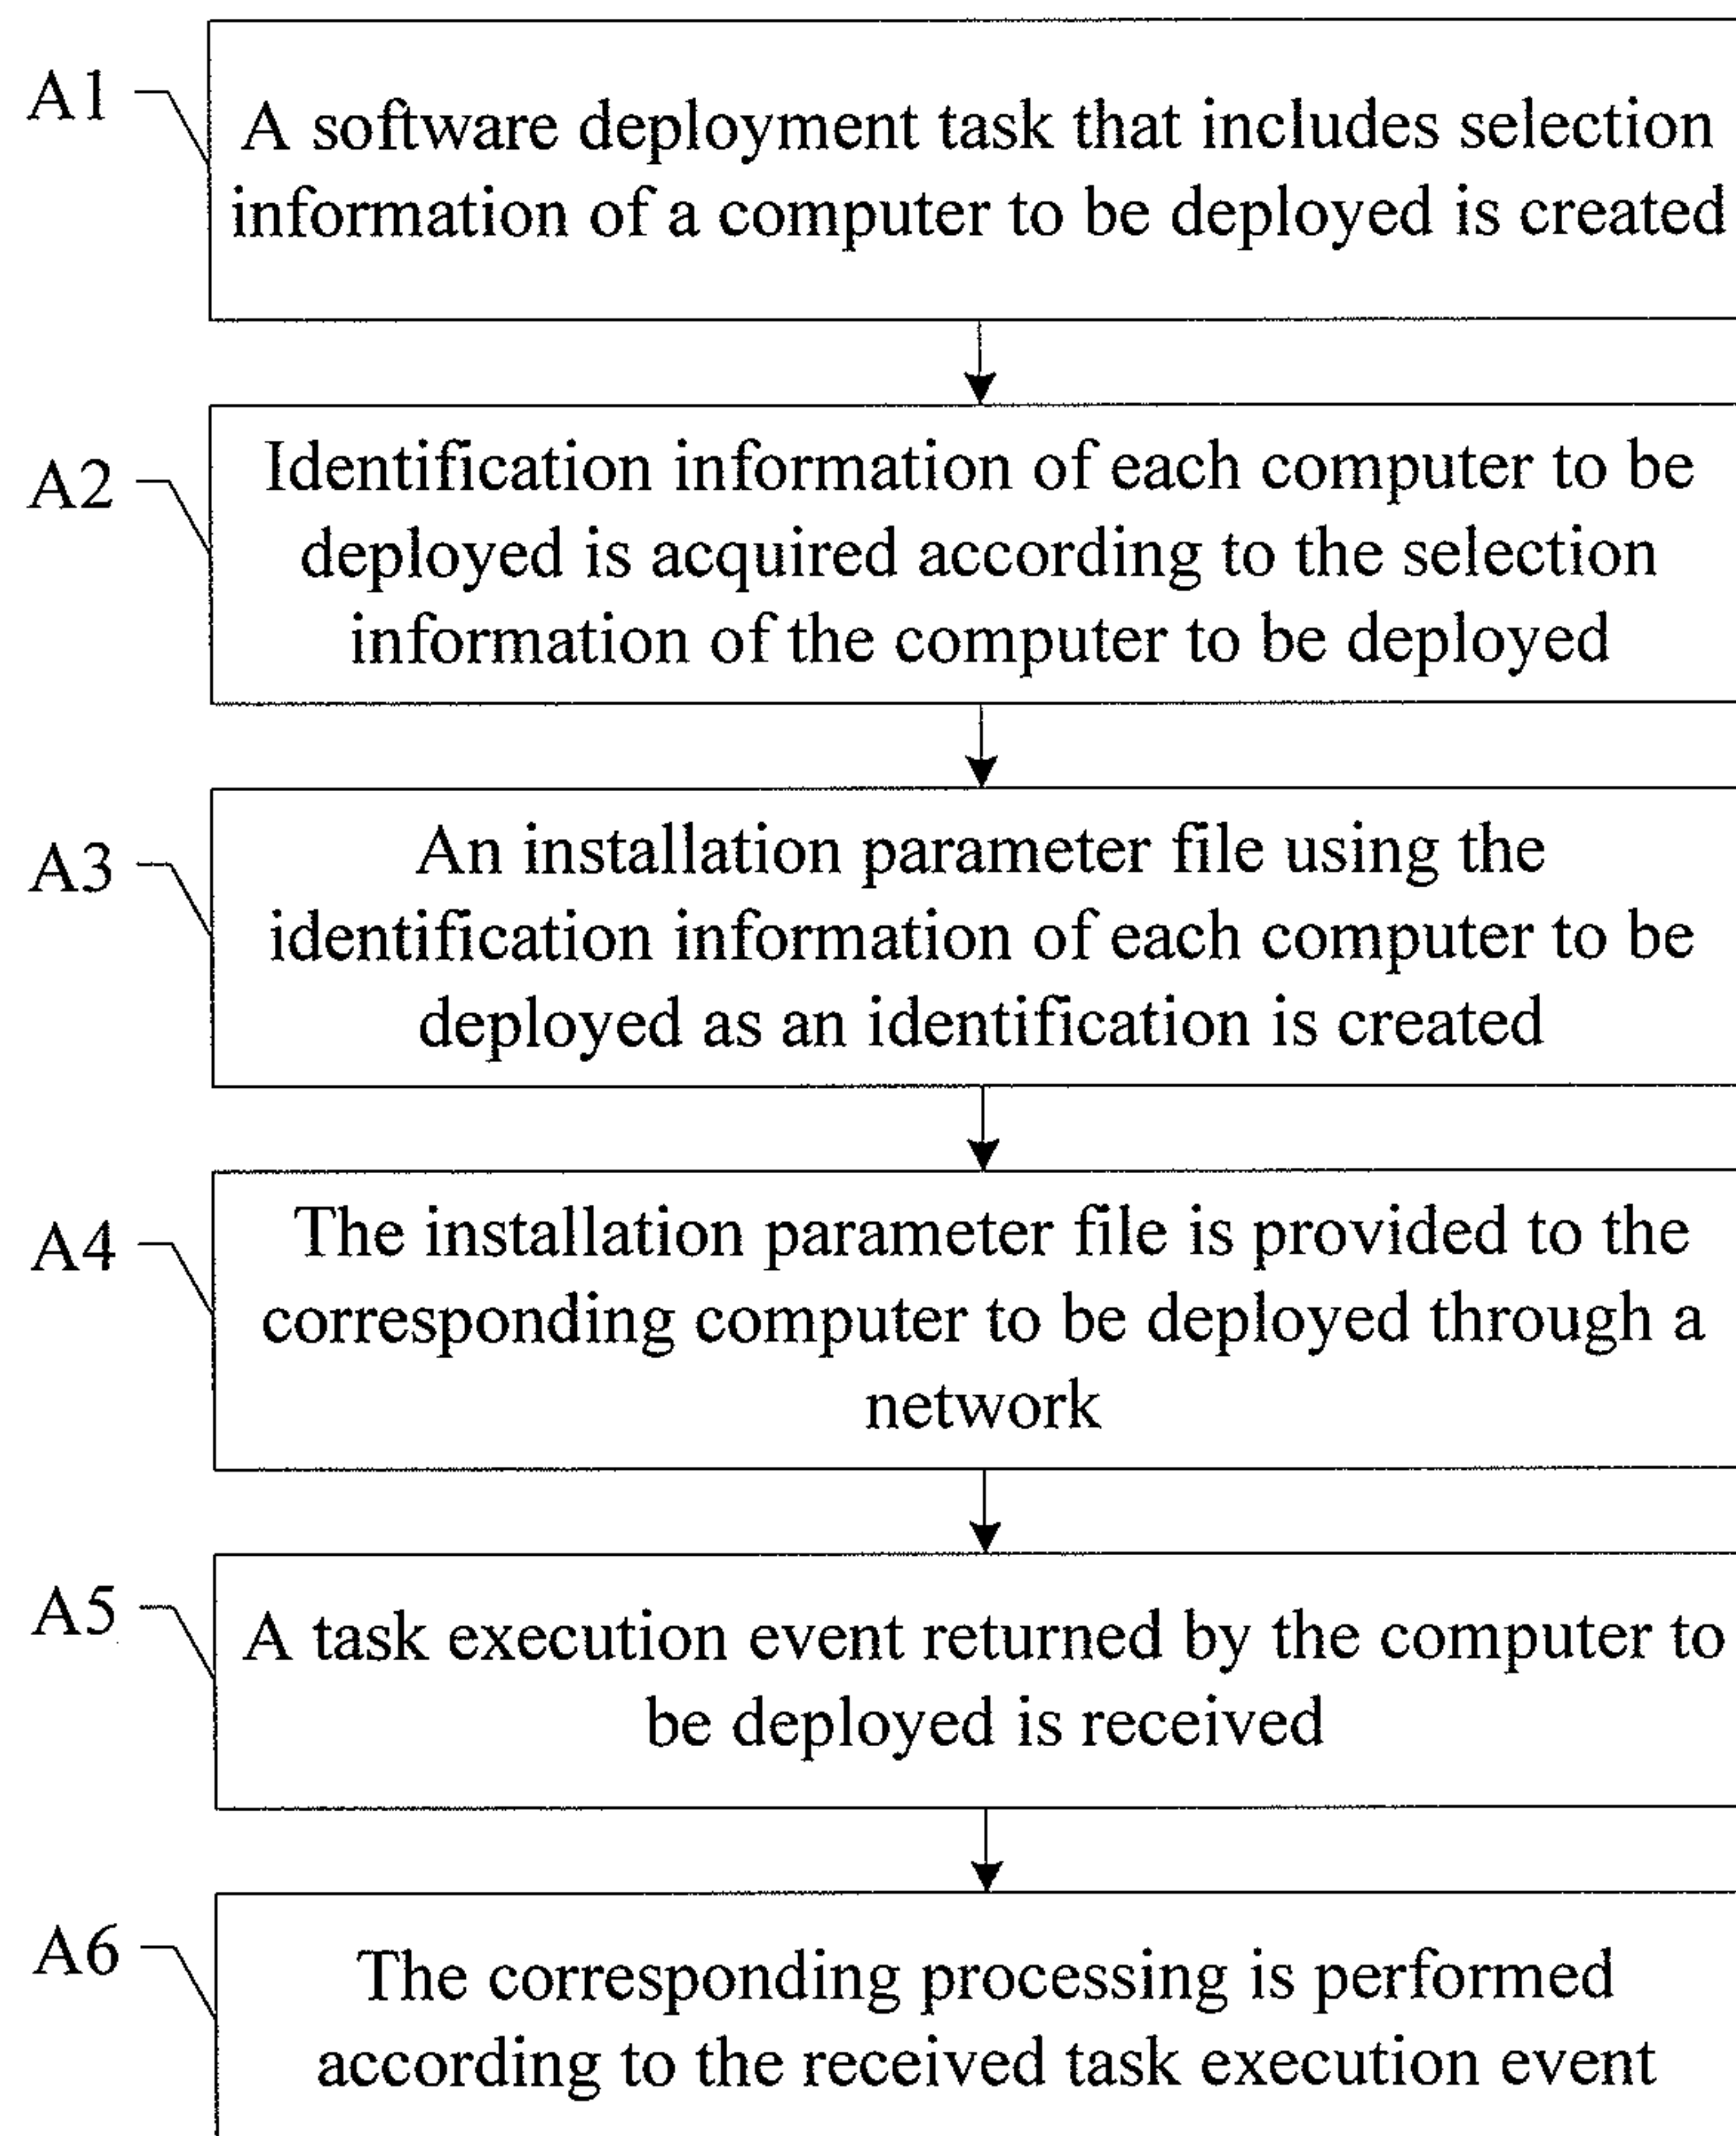 A1
A software deployment task that includes selection
information of a computer to be deployed is created
A2
Identification information of each computer to be
deployed is acquired according to the selection
information of the computer to be deployed
A3
An installation parameter file using the
identification information of each computer to be
deployed as an identification is created
A4
The installation parameter file is provided to the
corresponding computer to be deployed through a
network
A5
A task execution event returned by the computer to
be deployed is received
A6
The corresponding processing is performed
according to the received task execution event